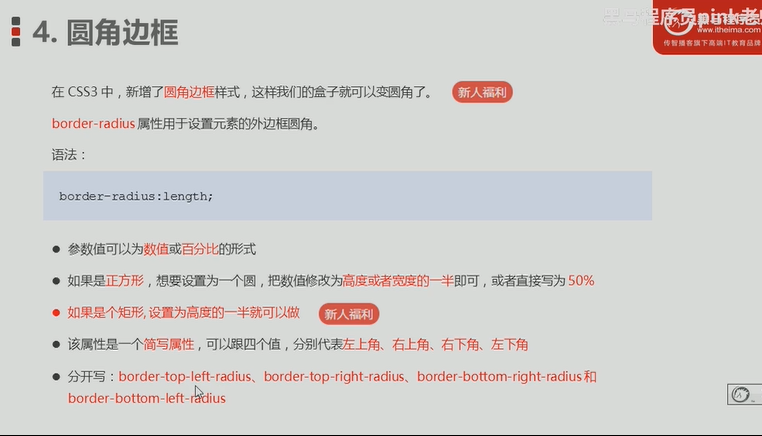 4. 圆角边框
程序员pink老
www.itheima.com
传智播客旗下高端IT教育品牌
在 CSS3 中，新增了圆角边框样式，这样我们的盒子就可以变圆角了。 新人福利
border-radius 属性用于设置元素的外边框圆角。
语法：
border-radius:length;
参数值可以为数值或百分比的形式
如果是正方形，想要设置为一个圆，把数值修改为高度或者宽度的一半即可，或者直接写为 50%
如果是个矩形, 设置为高度的一半就可以做 新人福利
该属性是一个简写属性，可以跟四个值，分别代表左上角、右上角、右下角、左下角
分开写：border-top-left-radius、border-top-right-radius、border-bottom-right-radius 和
border-bottom-left-radius